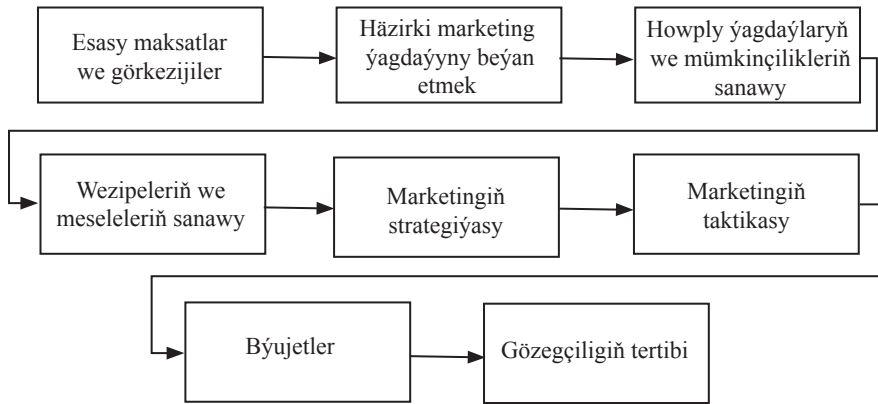 Esasy maksatlar
we görkezijiler
Häzirki marketing
ýagdaýyny beýan
etmek
Howply ýagdaýlaryň
we mümkinçilikleriň
sanawy
Wezipeleriň we
meseleleriň sanawy
Marketingiň
strategiýasy
Marketingiň
taktikasy
Býujetler
Gözegçiligiň tertibi